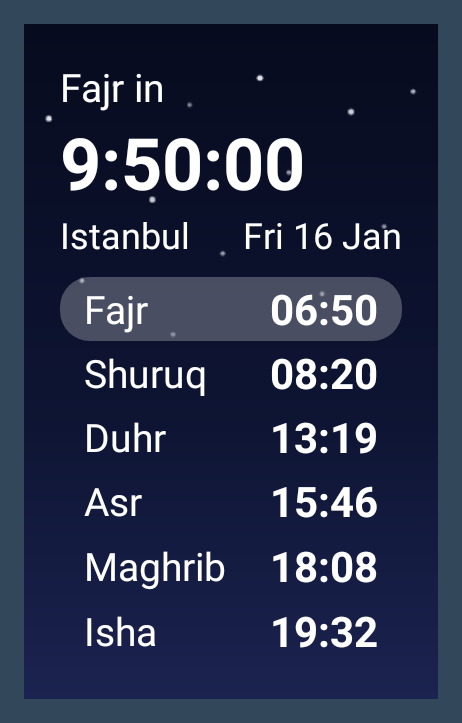 Fajr in
9:50:00
Istanbul Fri 16 Jan
Fajr 06:50
Shuruq 08:20
Duhr 13:19
Asr 15:46
Maghrib 18:08
Isha 19:32